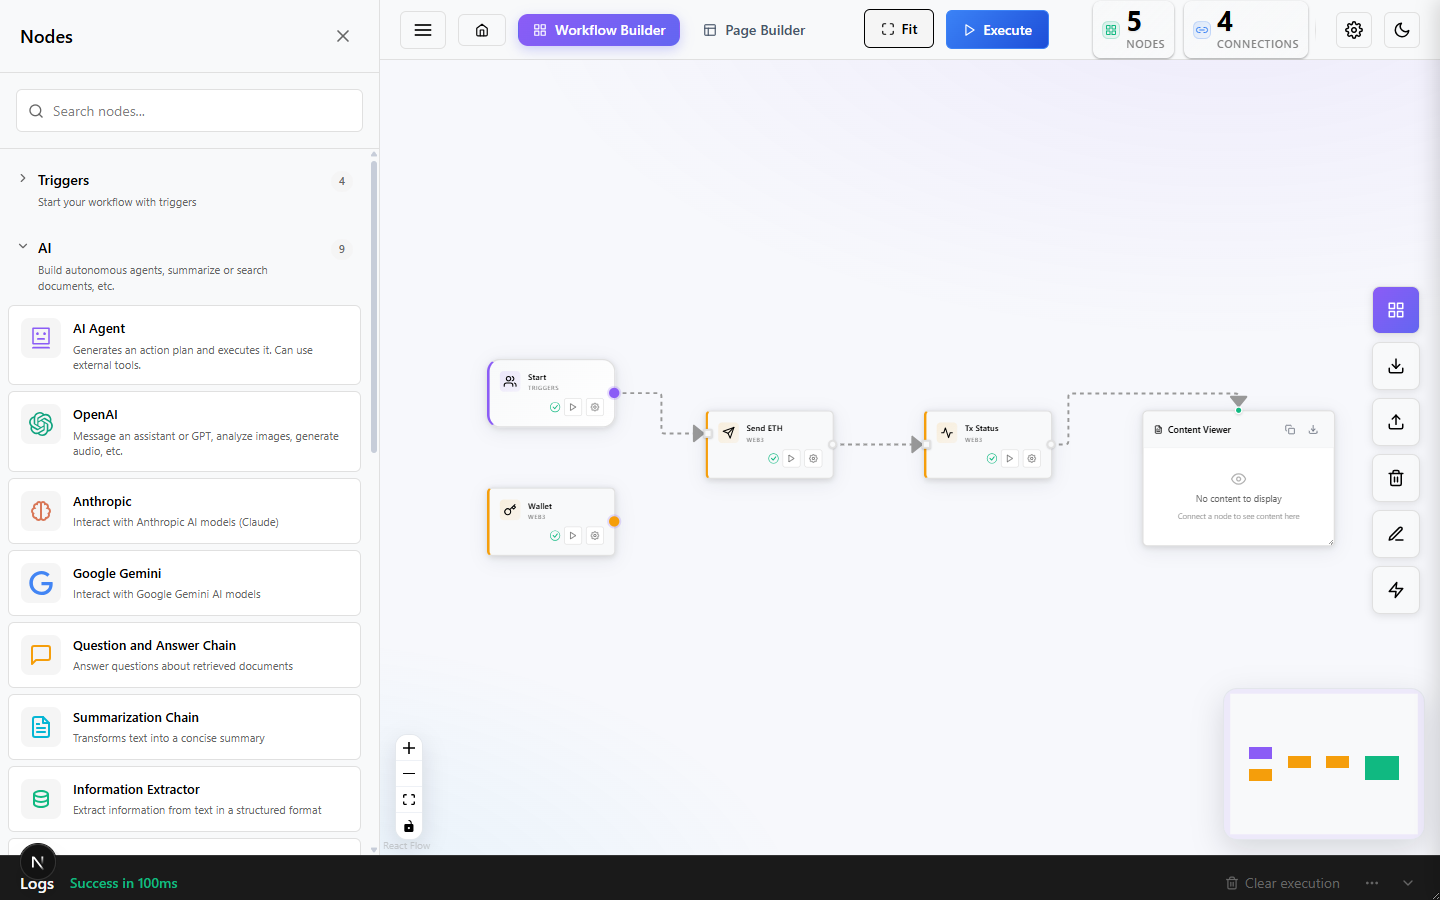 Nodes
Search nodes...
Triggers
4
Start your workflow with triggers
AI
9
Build autonomous agents, summarize or search
documents, etc.
AI Agent
Generates an action plan and executes it. Can use
external tools.
OpenAI
Message an assistant or GPT, analyze images, generate
audio, etc.
Anthropic
Interact with Anthropic AI models (Claude)
Google Gemini
Interact with Google Gemini AI models
Question and Answer Chain
Answer questions about retrieved documents
Summarization Chain
Transforms text into a concise summary
Information Extractor
Extract information from text in a structured format
Workflow Builder
Page Builder
Fit
Execute
5
NODES
4
CONNECTIONS
Start
TRIGGERS
Send ETH
WEB3
Tx Status
WEB3
Wallet
WEB3
Content Viewer
No content to display
Connect a node to see content here
React Flow
N
Logs
Success in 100ms
Clear execution